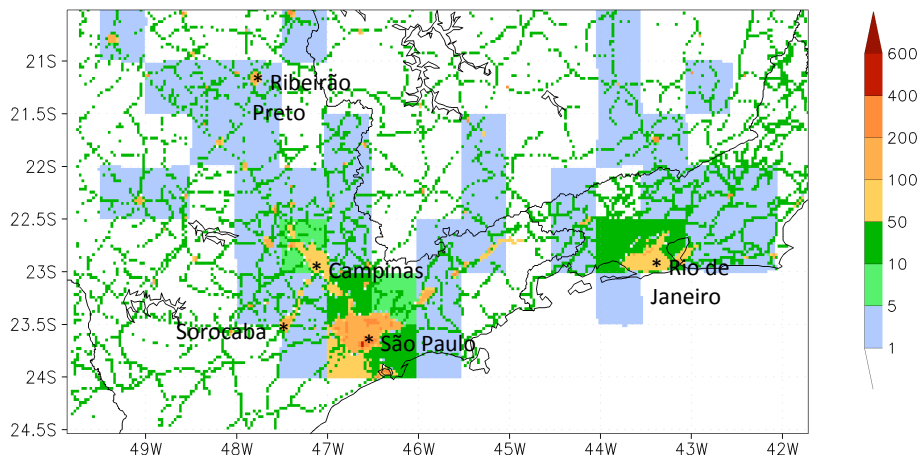 21S
21.5S
22S
22.5S
23S
23.5S
24S
24.5S
49W
48W
47W
46W
45W
44W
43W
42W
* Ribeirão
Preto
* Campinas
Sorocaba *
* São Paulo
* Rio de
Janeiro
600
400
200
100
50
10
5
1